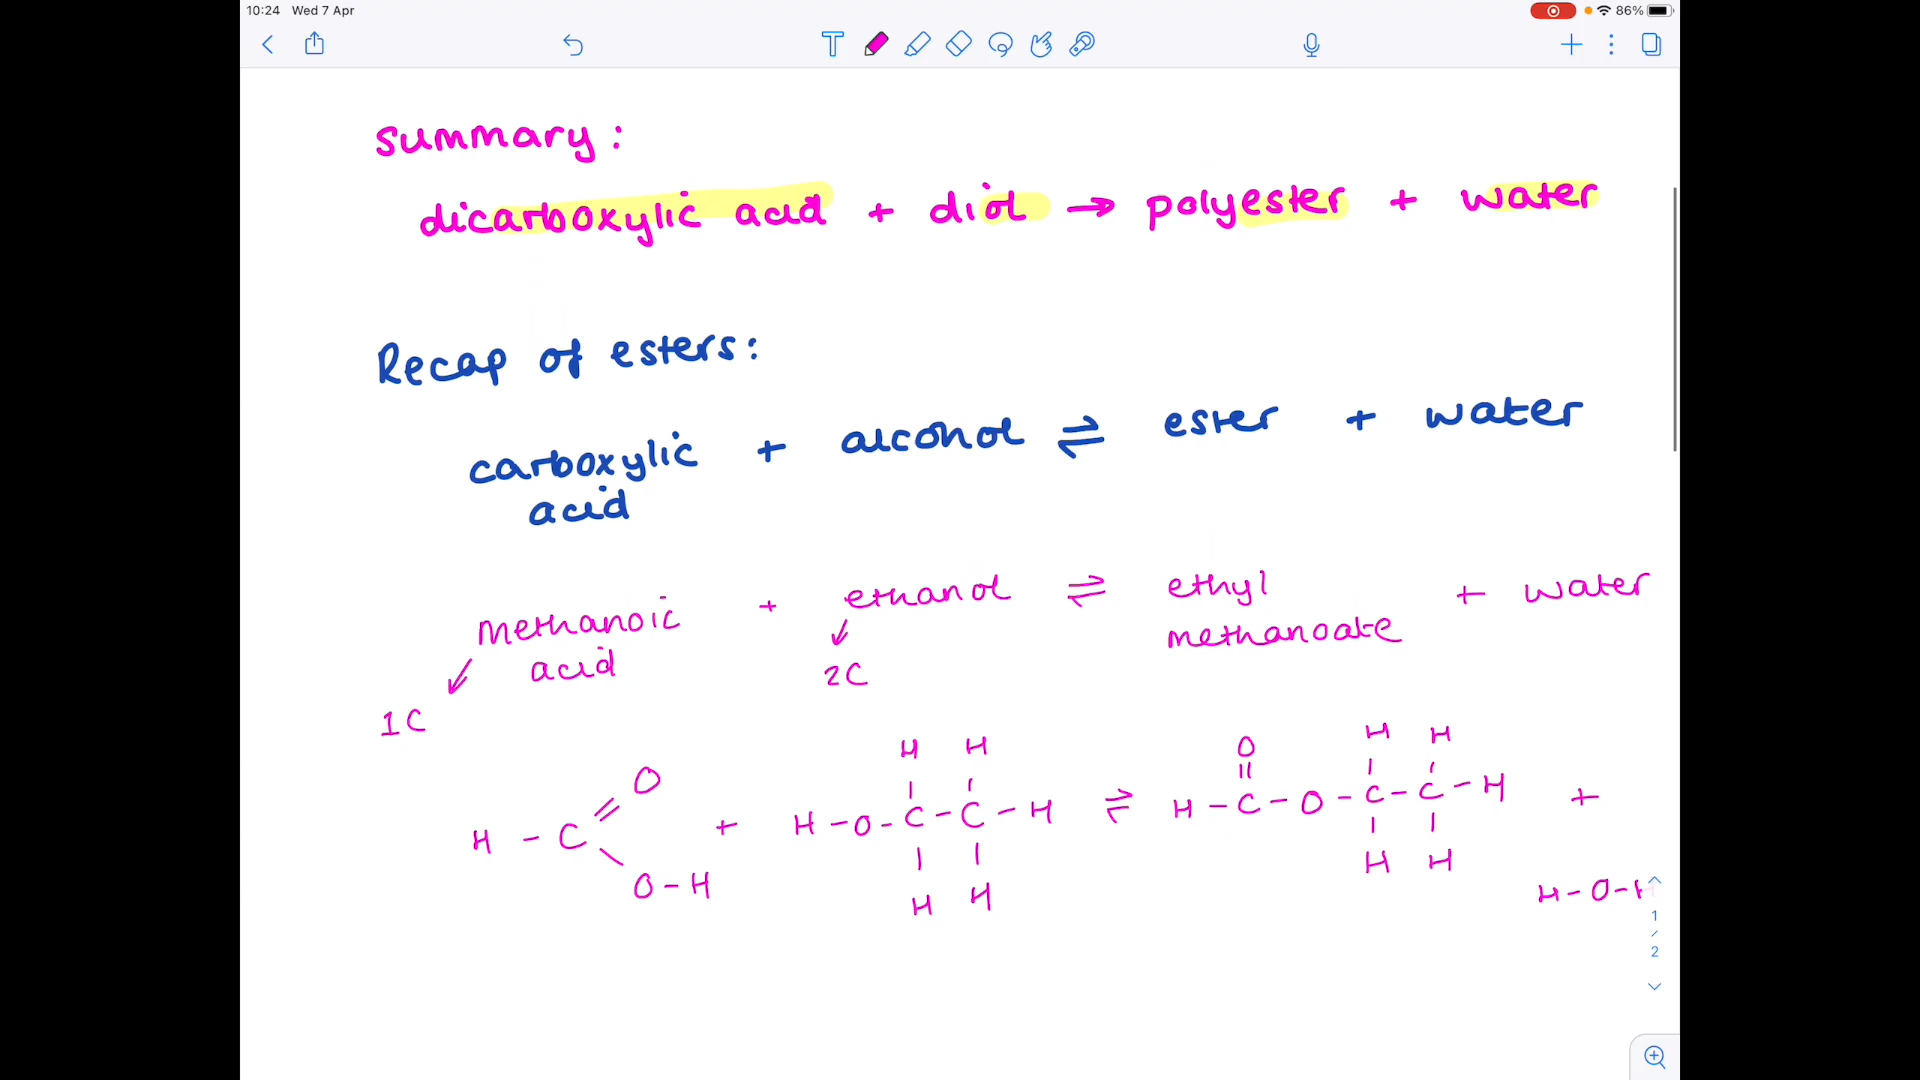 10:24 Wed 7 Apr 86%
T
summary:
dicarboxylic acid + diol → polyester + water
Recap of esters:
carboxylic acid + alcohol ⇌ ester + water
methanoic acid + ethanol ⇌ ethyl methanoate + water
1C
2C
O
H - C
O - H
+
H H
H - O - C - C - H
H H
⇌
O H H
H - C - O - C - C - H
H H
+
H - O - H
1
/
2